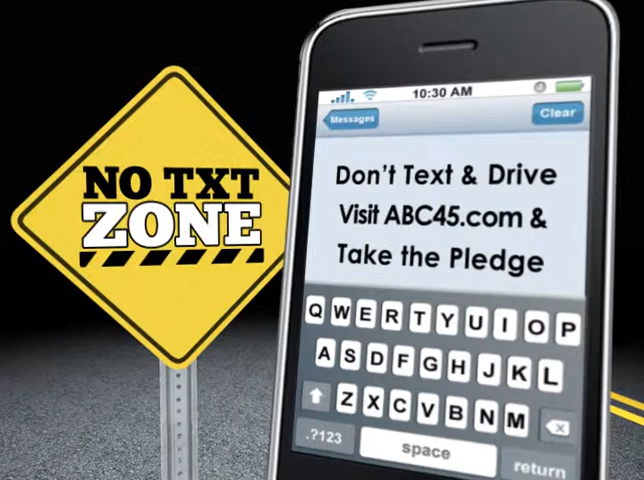 NO TXT
ZONE
10:30 AM
Messages
Clear
Don't Text & Drive
Visit ABC45.com &
Take the Pledge
Q W E R T Y U I O P
A S D F G H J K L
Z X C V B N M
.?123
space
return